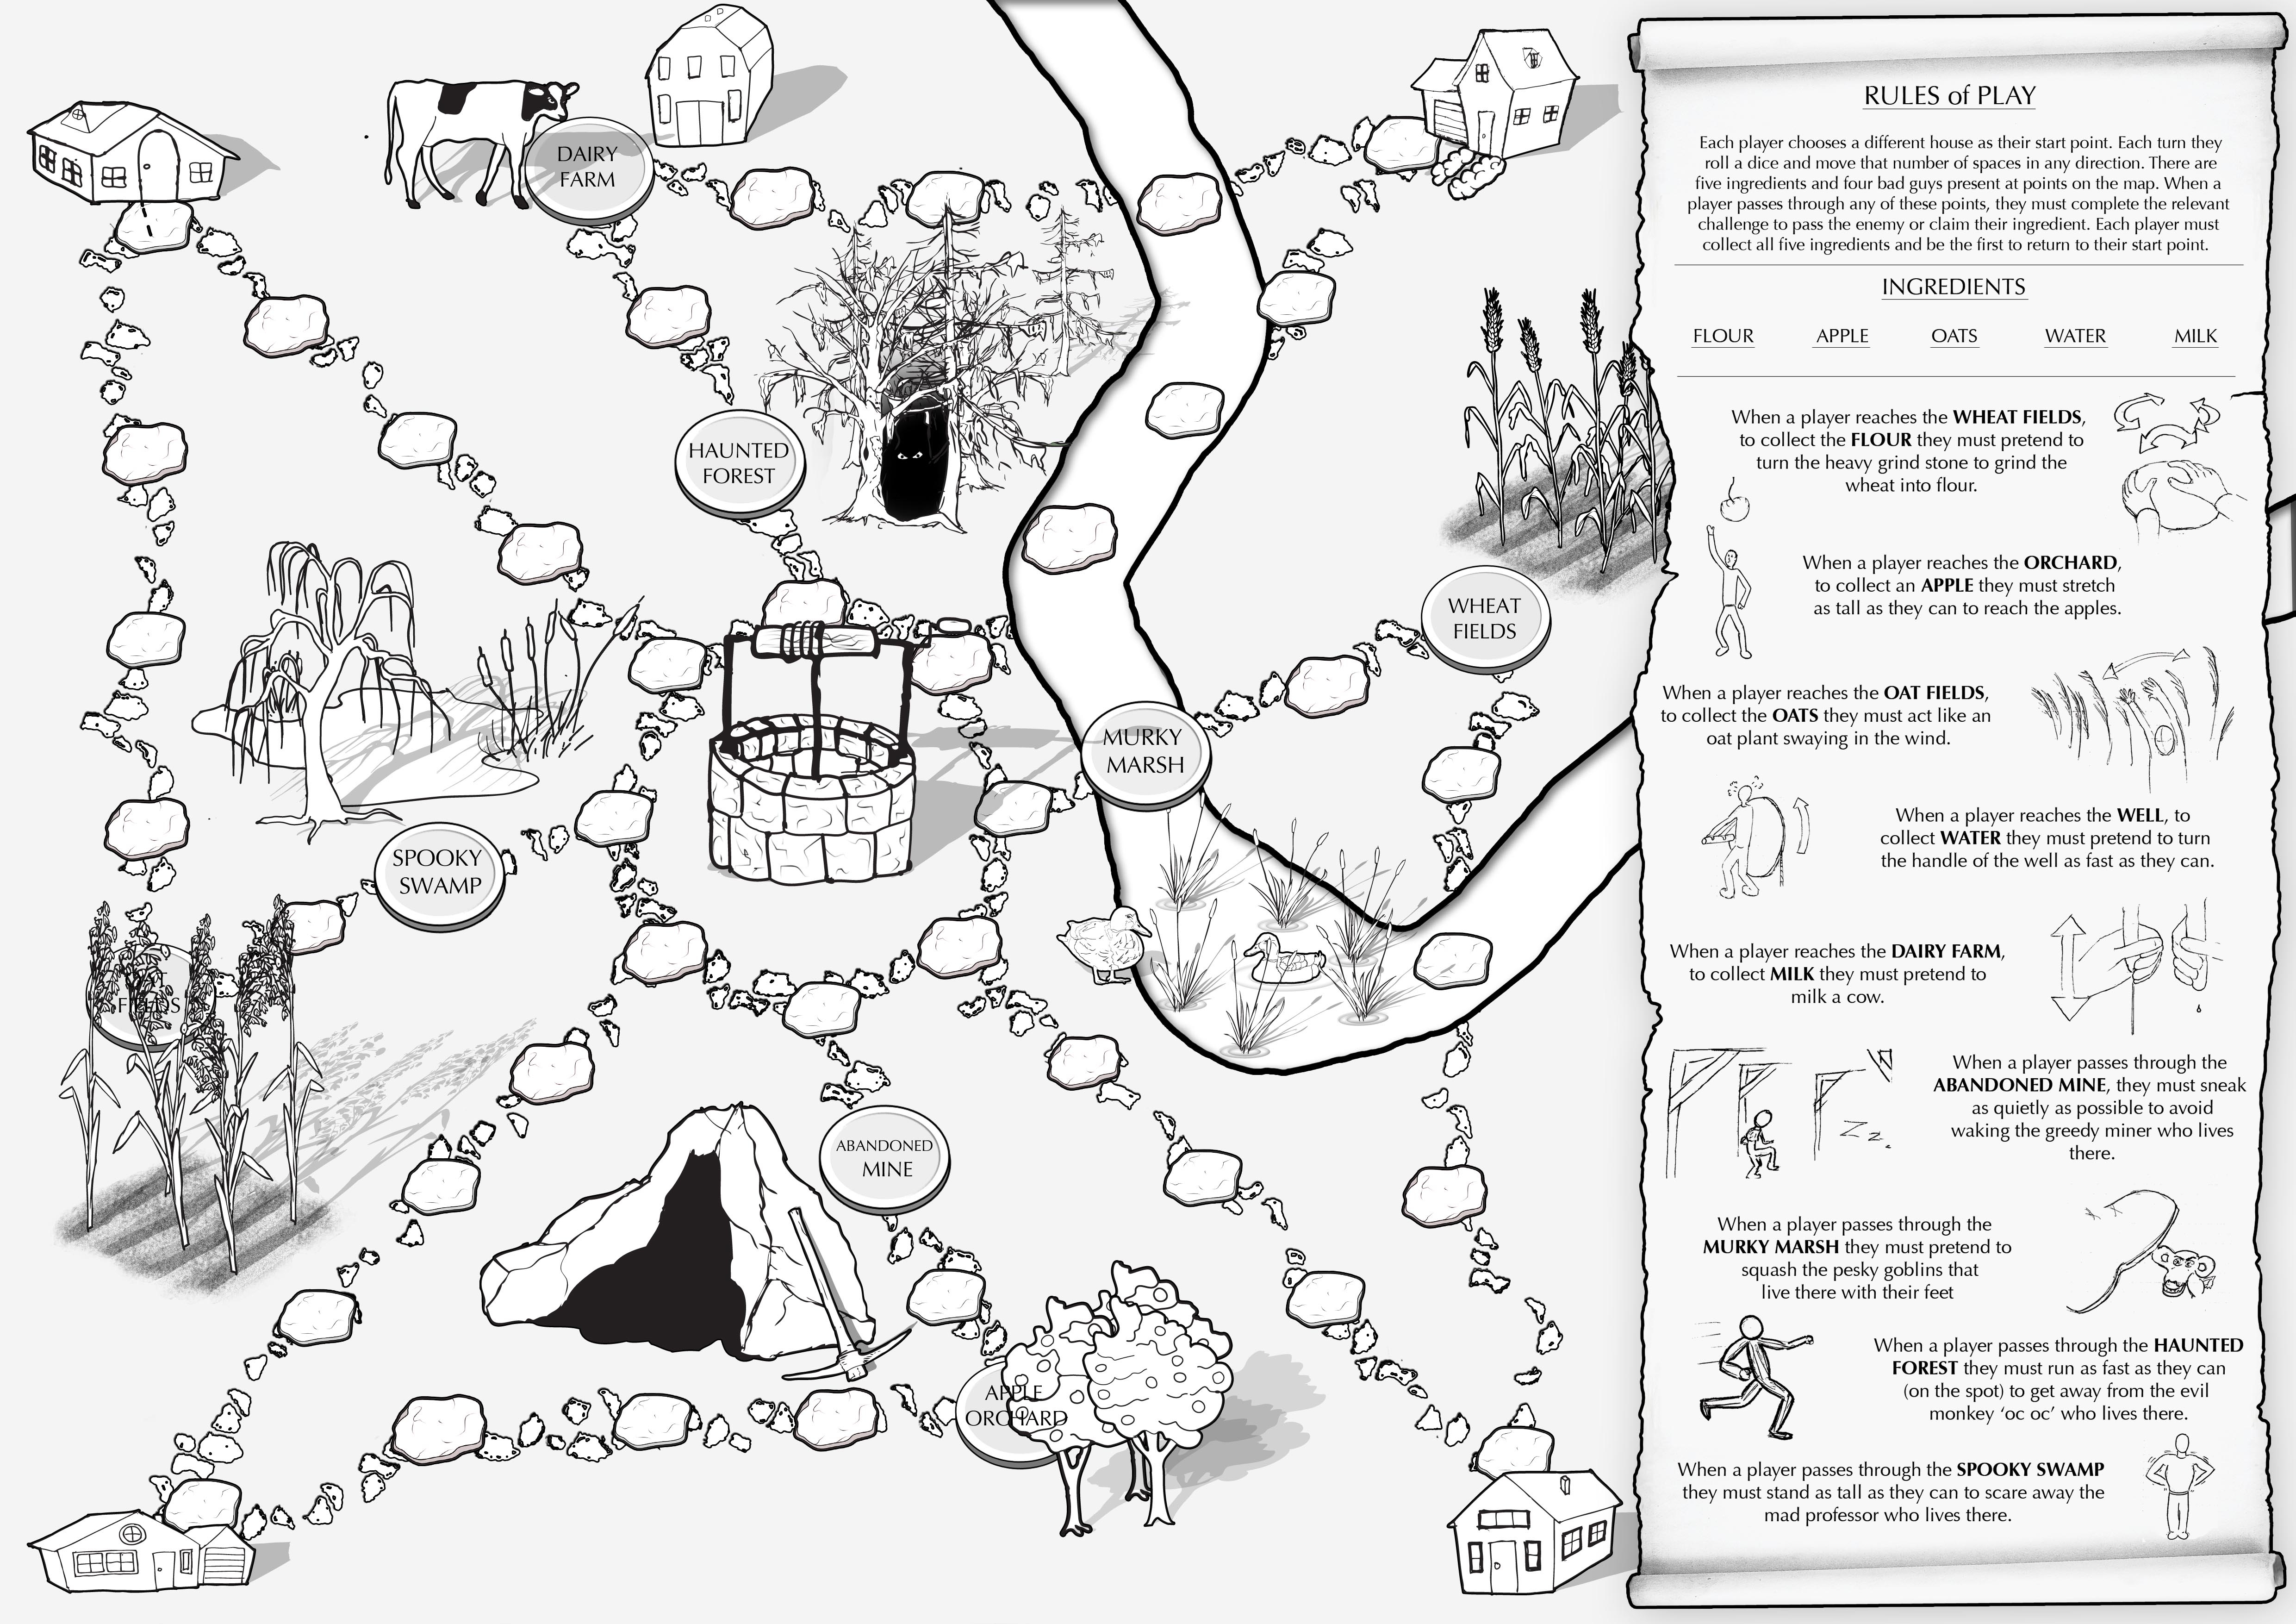 DAIRY
FARM
HAUNTED
FOREST
WHEAT
FIELDS
MURKY
MARSH
SPOOKY
SWAMP
FIELDS
ABANDONED
MINE
APPLE
ORCHARD
RULES of PLAY
Each player chooses a different house as their start point. Each turn they
roll a dice and move that number of spaces in any direction. There are
five ingredients and four bad guys present at points on the map. When a
player passes through any of these points, they must complete the relevant
challenge to pass the enemy or claim their ingredient. Each player must
collect all five ingredients and be the first to return to their start point.
INGREDIENTS
FLOUR APPLE OATS WATER MILK
When a player reaches the WHEAT FIELDS,
to collect the FLOUR they must pretend to
turn the heavy grind stone to grind the
wheat into flour.
When a player reaches the ORCHARD,
to collect an APPLE they must stretch
as tall as they can to reach the apples.
When a player reaches the OAT FIELDS,
to collect the OATS they must act like an
oat plant swaying in the wind.
When a player reaches the WELL, to
collect WATER they must pretend to turn
the handle of the well as fast as they can.
When a player reaches the DAIRY FARM,
to collect MILK they must pretend to
milk a cow.
When a player passes through the
ABANDONED MINE, they must sneak
as quietly as possible to avoid
waking the greedy miner who lives
there.
Z z .
When a player passes through the
MURKY MARSH they must pretend to
squash the pesky goblins that
live there with their feet
When a player passes through the HAUNTED
FOREST they must run as fast as they can
(on the spot) to get away from the evil
monkey ‘oc oc’ who lives there.
When a player passes through the SPOOKY SWAMP
they must stand as tall as they can to scare away the
mad professor who lives there.